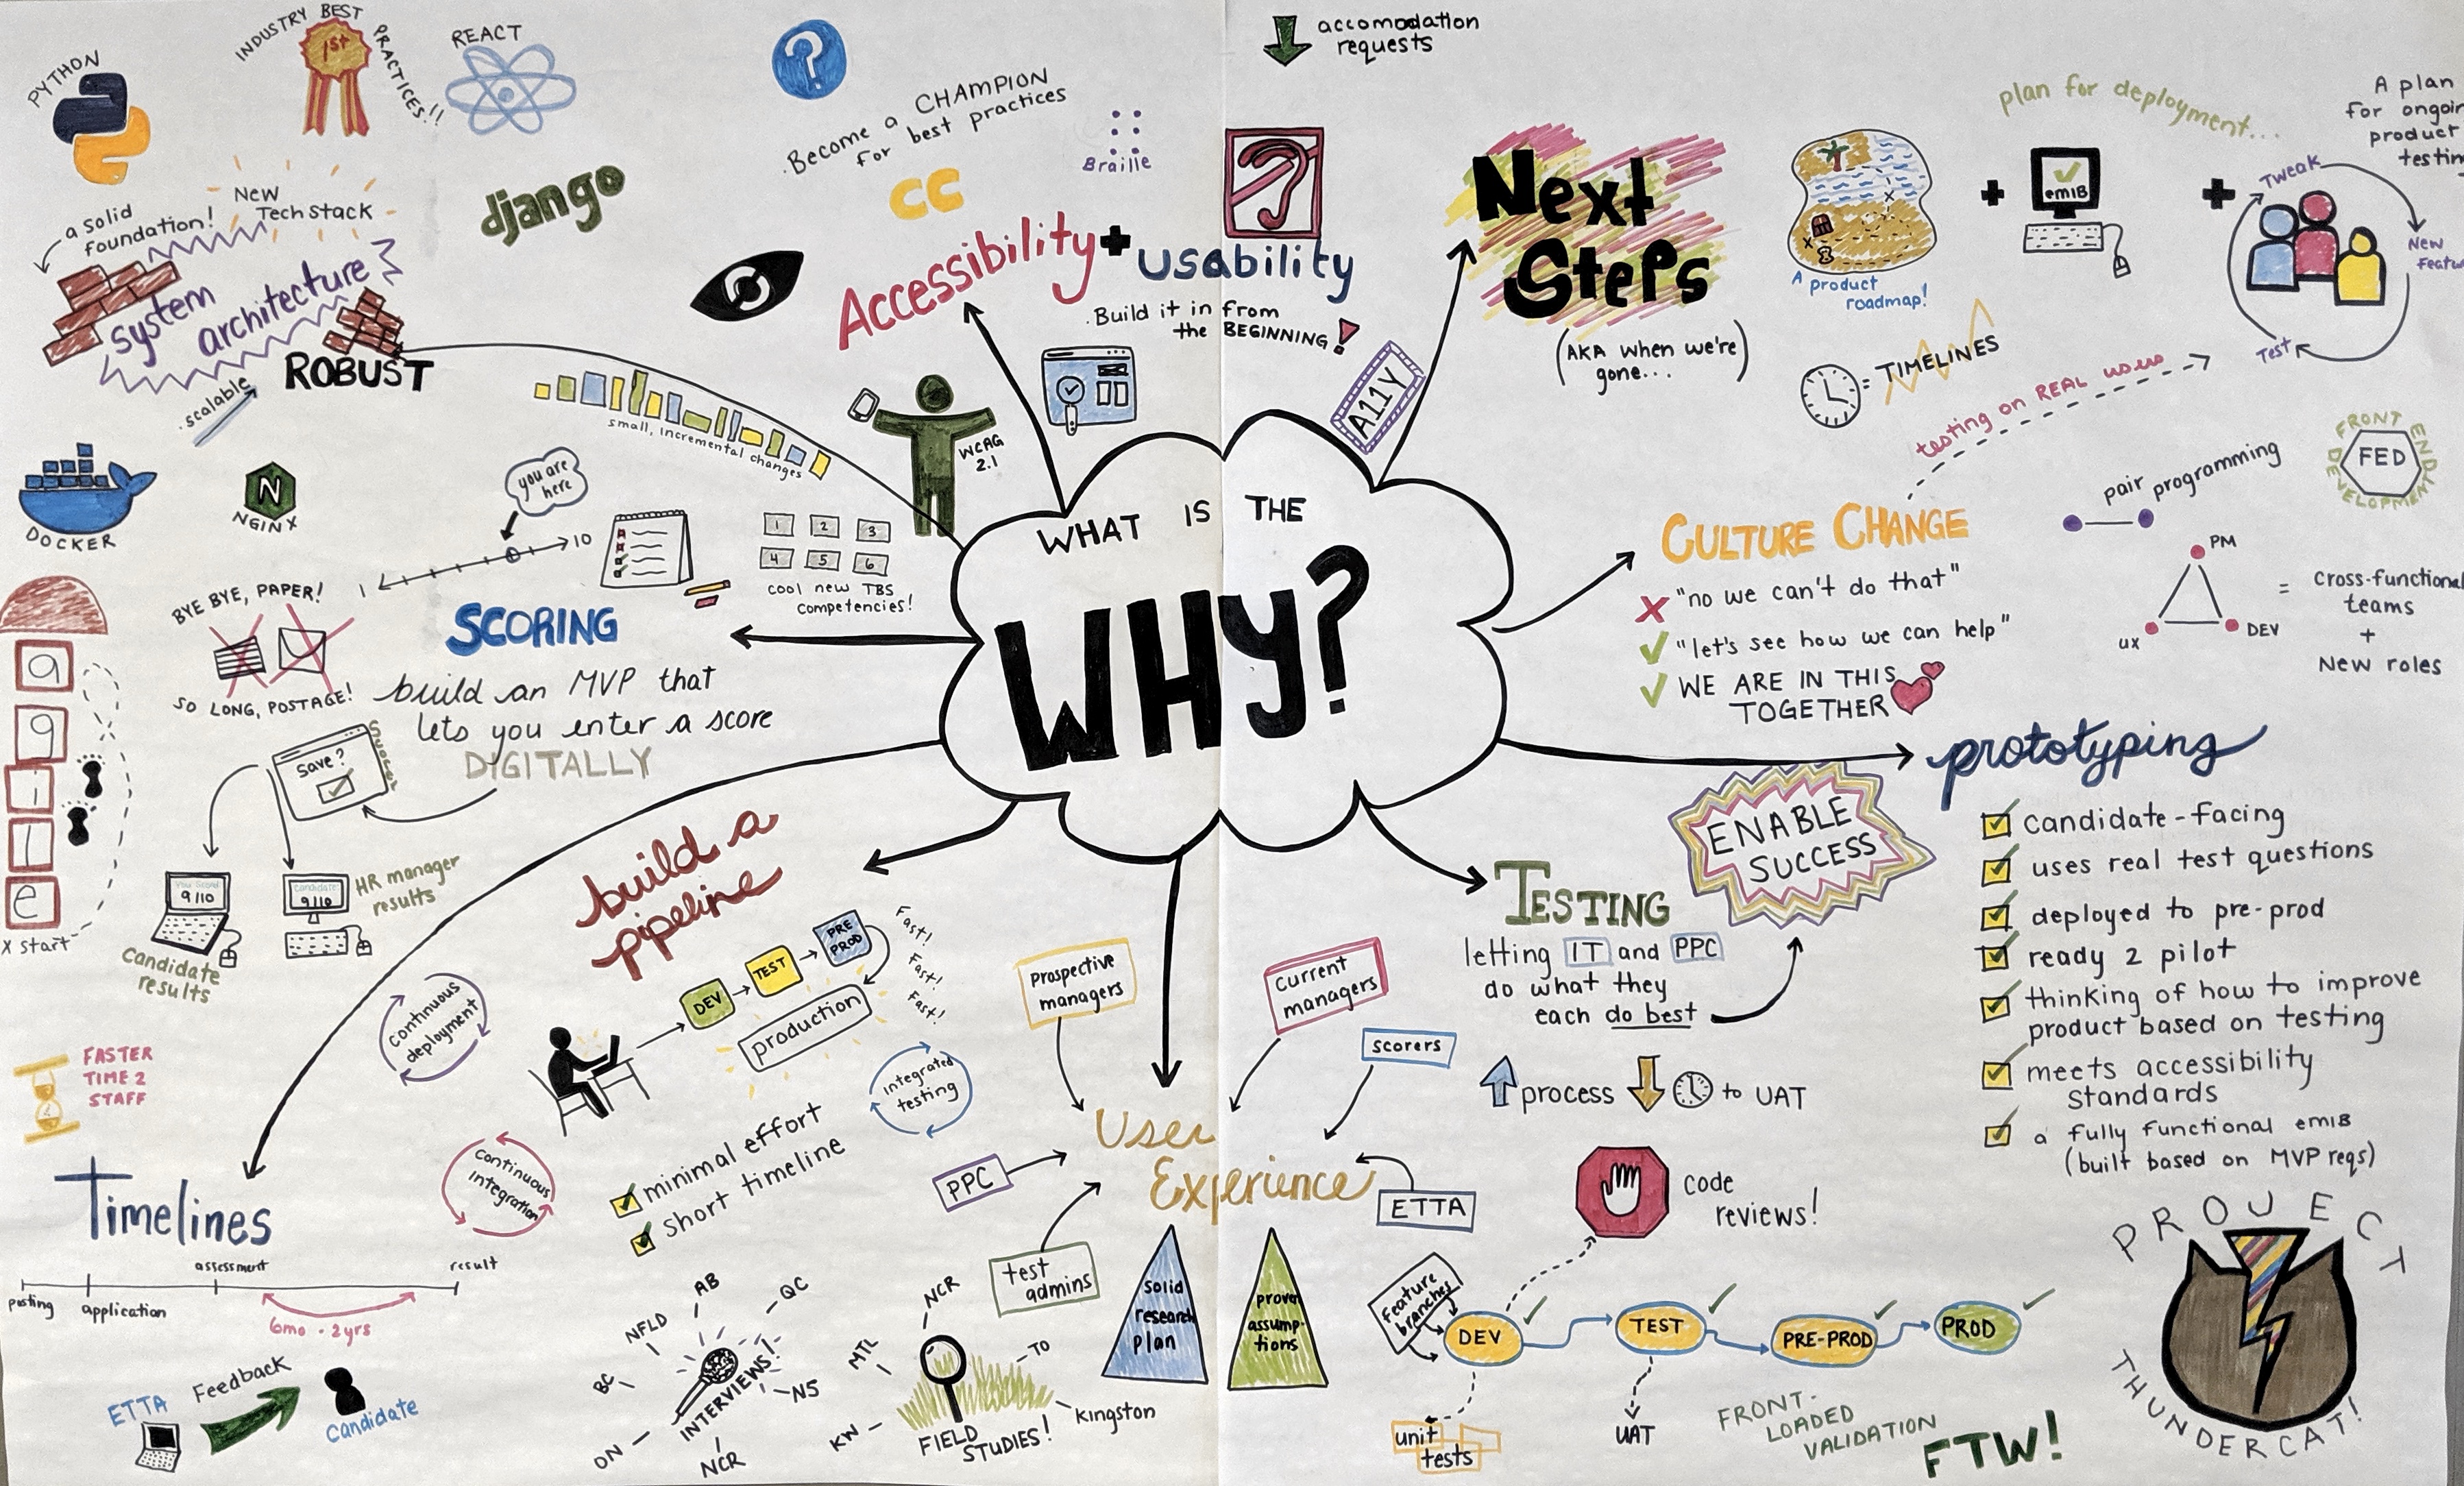 PYTHON
INDUSTRY BEST
PRACTICES!!
1st
REACT
a solid
foundation!
New
Tech Stack
django
system
architecture
ROBUST
scalable
small, incremental changes
DOCKER
N
NGINX
?
. Become a CHAMPION
for best practices
CC
Braille
accomodation
requests
Accessibility + usability
. Build it in from
the BEGINNING!
WCAG
2.1
A11Y
Next
Steps
(AKA when we're
gone...)
A product
roadmap!
+
plan for deployment...
emiB
+
A plan
for
product
Tweak
New
Test
= TIMELINES
testing on REAL users
WHAT IS THE
WHY?
you are
here
1
10
1 2 3
4 5 6
cool new TBS
competencies!
SCORING
build an MVP that
lets you enter a score
DIGITALLY
BYE BYE, PAPER!
SO LONG, POSTAGE!
save?
Success
9/10
Candidate
results
Candidate
9/10
HR manager
results
a
g
i
l
e
X start
FASTER
TIME 2
STAFF
Timelines
posting
application
assessment
result
6mo - 2yrs
ETTA
Feedback
Candidate
build a
pipeline
DEV
TEST
PRE
PROD
Fast!
Fast!
Fast!
production
continuous
deployment
integrated
testing
continuous
integration
minimal effort
short timeline
INTERVIEWS!
BC
NFLD
AB
QC
NS
NCR
ON
FIELD
STUDIES!
KW
MTL
NCR
TO
Kingston
User
Experience
prospective
managers
current
managers
scorers
PPC
ETTA
test
admins
solid
research
plan
proven
assump-
tions
CULTURE CHANGE
"no we can't do that"
"let's see how we can help"
WE ARE IN THIS
TOGETHER
pair programming
FRONT END
DEVELOPMENT
FED
PM
UX
DEV
=
cross-functional
teams
+
New roles
prototyping
candidate-facing
uses real test questions
deployed to pre-prod
ready 2 pilot
thinking of how to improve
product based on testing
meets accessibility
standards
a fully functional emiB
(built based on MVP reqs)
ENABLE
SUCCESS
TESTING
letting IT and PPC
do what they
each do best
process
to UAT
code
reviews!
feature
branches
DEV
TEST
PRE-PROD
PROD
unit
tests
UAT
FRONT-
LOADED
VALIDATION
FTW!
PROJECT
THUNDERCAT!